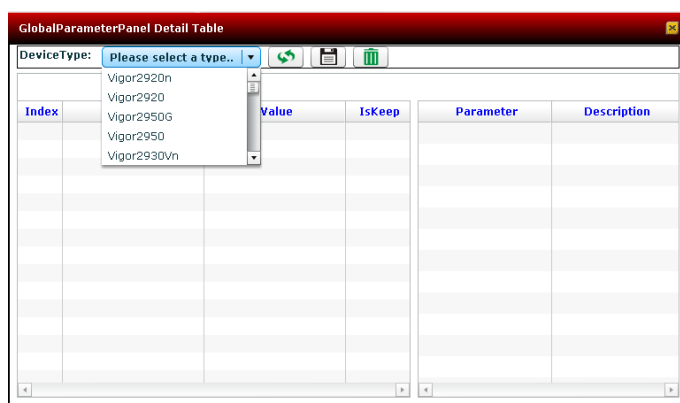 GlobalParameterPanel Detail Table
DeviceType: Please select a type..
Vigor2920n
Vigor2920
Vigor2950G
Vigor2950
Vigor2930Vn
Index Value IsKeep Parameter Description